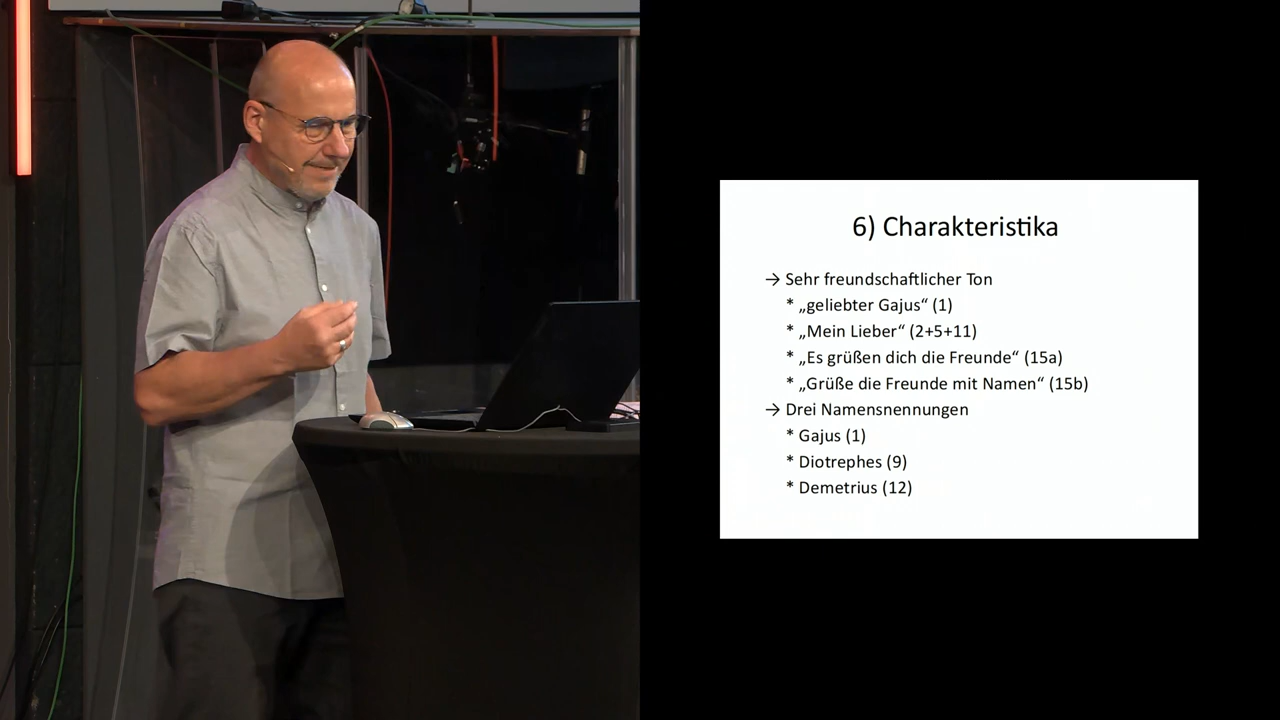 6) Charakteristika
→ Sehr freundschaftlicher Ton
* „geliebter Gajus“ (1)
* „Mein Lieber“ (2+5+11)
* „Es grüßen dich die Freunde“ (15a)
* „Grüße die Freunde mit Namen“ (15b)
→ Drei Namensnennungen
* Gajus (1)
* Diotrephes (9)
* Demetrius (12)